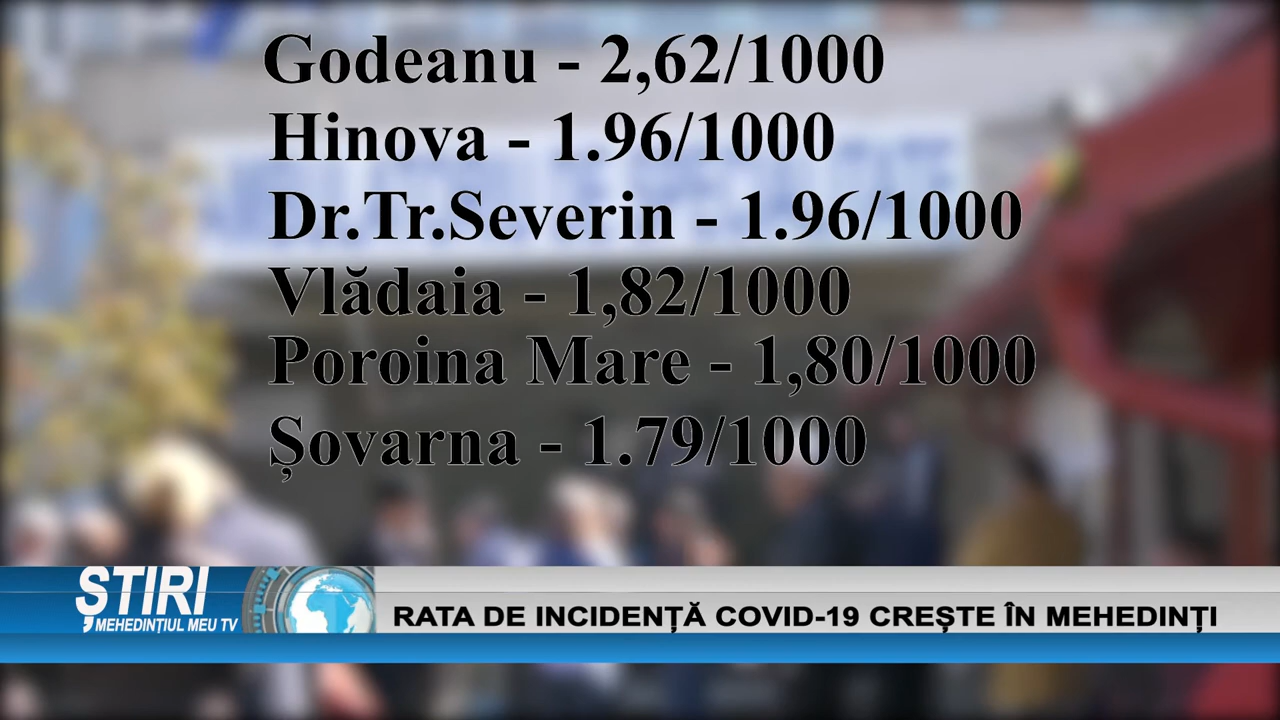 Godeanu - 2,62/1000
Hinova - 1.96/1000
Dr.Tr.Severin - 1.96/1000
Vlădaia - 1,82/1000
Poroina Mare - 1,80/1000
Șovarna - 1.79/1000
ȘTIRI
MEHEDINȚIUL MEU TV
RATA DE INCIDENȚĂ COVID-19 CREȘTE ÎN MEHEDINȚI